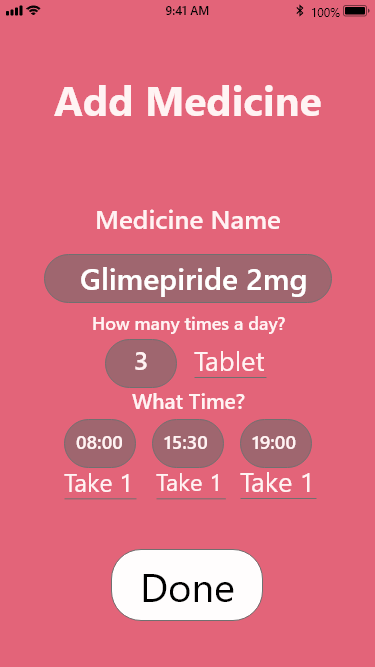 9:41 AM 100%
Add Medicine
Medicine Name
Glimepiride 2mg
How many times a day?
3 Tablet
What Time?
08:00 15:30 19:00
Take 1 Take 1 Take 1
Done